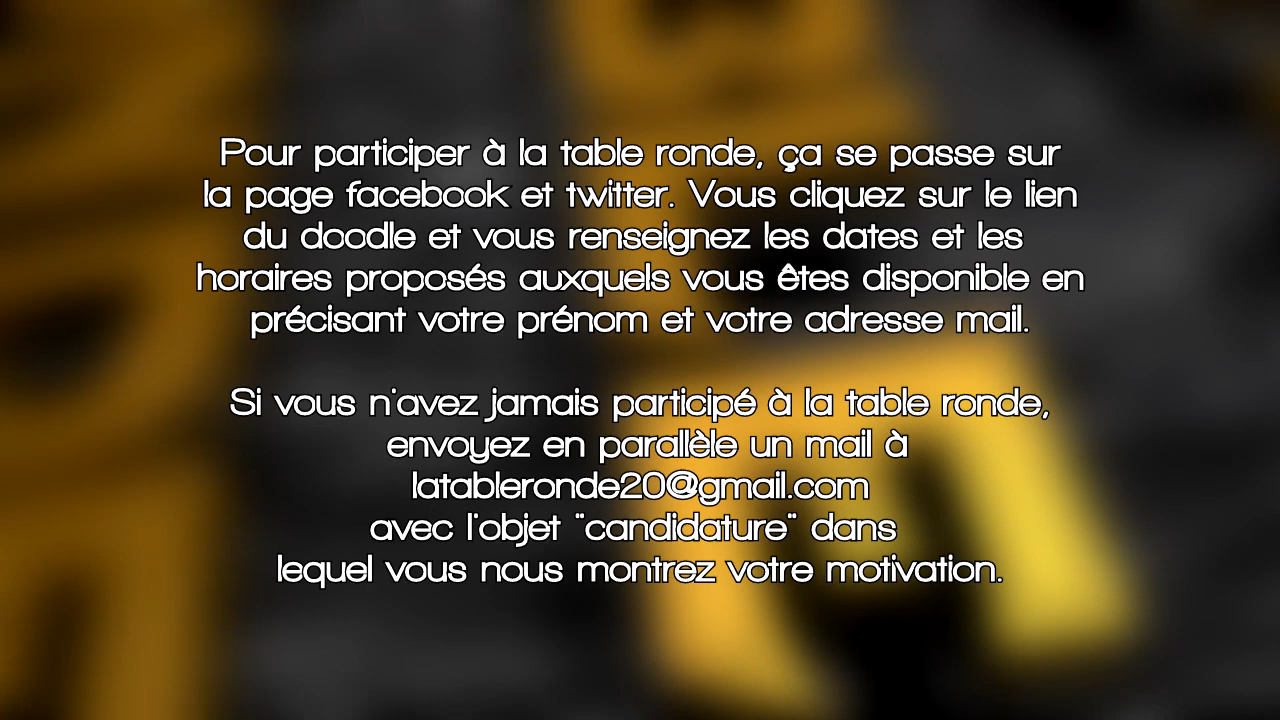 Pour participer à la table ronde, ça se passe sur
la page facebook et twitter. Vous cliquez sur le lien
du doodle et vous renseignez les dates et les
horaires proposés auxquels vous êtes disponible en
précisant votre prénom et votre adresse mail.
Si vous n'avez jamais participé à la table ronde,
envoyez en parallèle un mail à
latableronde20@gmail.com
avec l'objet "candidature" dans
lequel vous nous montrez votre motivation.